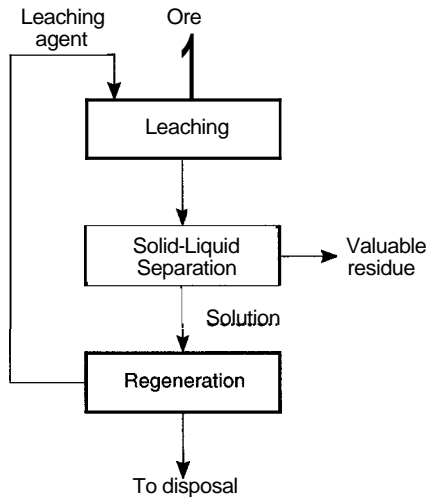 Leaching
agent
Ore
Leaching
Solid-Liquid
Separation
Valuable
residue
Solution
Regeneration
To disposal